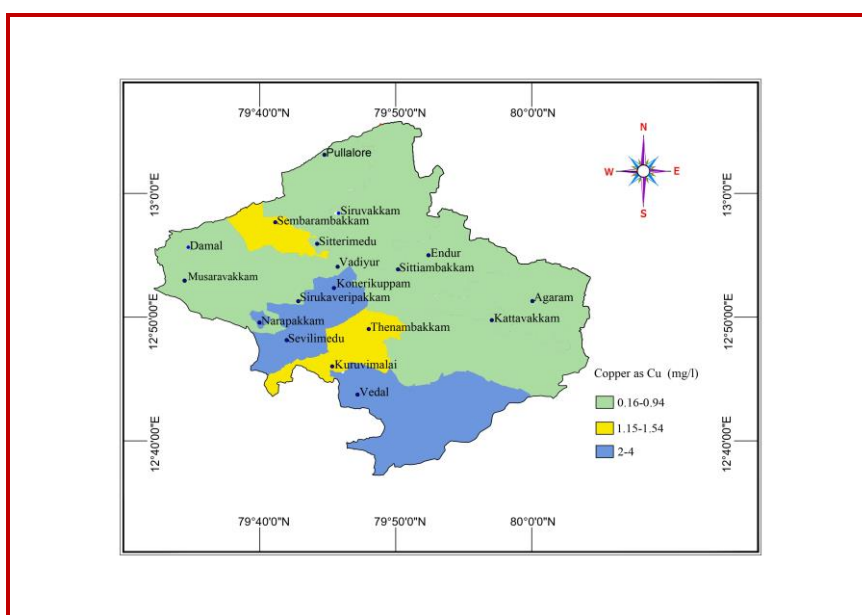 79°40'0"N 79°50'0"N 80°0'0"N
N
W E
S
13°0'0"E
12°50'0"E
12°40'0"E
13°0'0"E
12°50'0"E
12°40'0"E
Pullalore
Siruvakkam
Sembarambakkam
Damal
Sitterimedu
Endur
Vadiyur
Sittiambakkam
Musaravakkam
Konerikuppam
Sirukaveripakkam
Agaram
Narapakkam
Thenambakkam
Kattavakkam
Sevilimedu
Kuruvimalai
Vedal
Copper as Cu (mg/l)
0.16-0.94
1.15-1.54
2-4
79°40'0"N 79°50'0"N 80°0'0"N